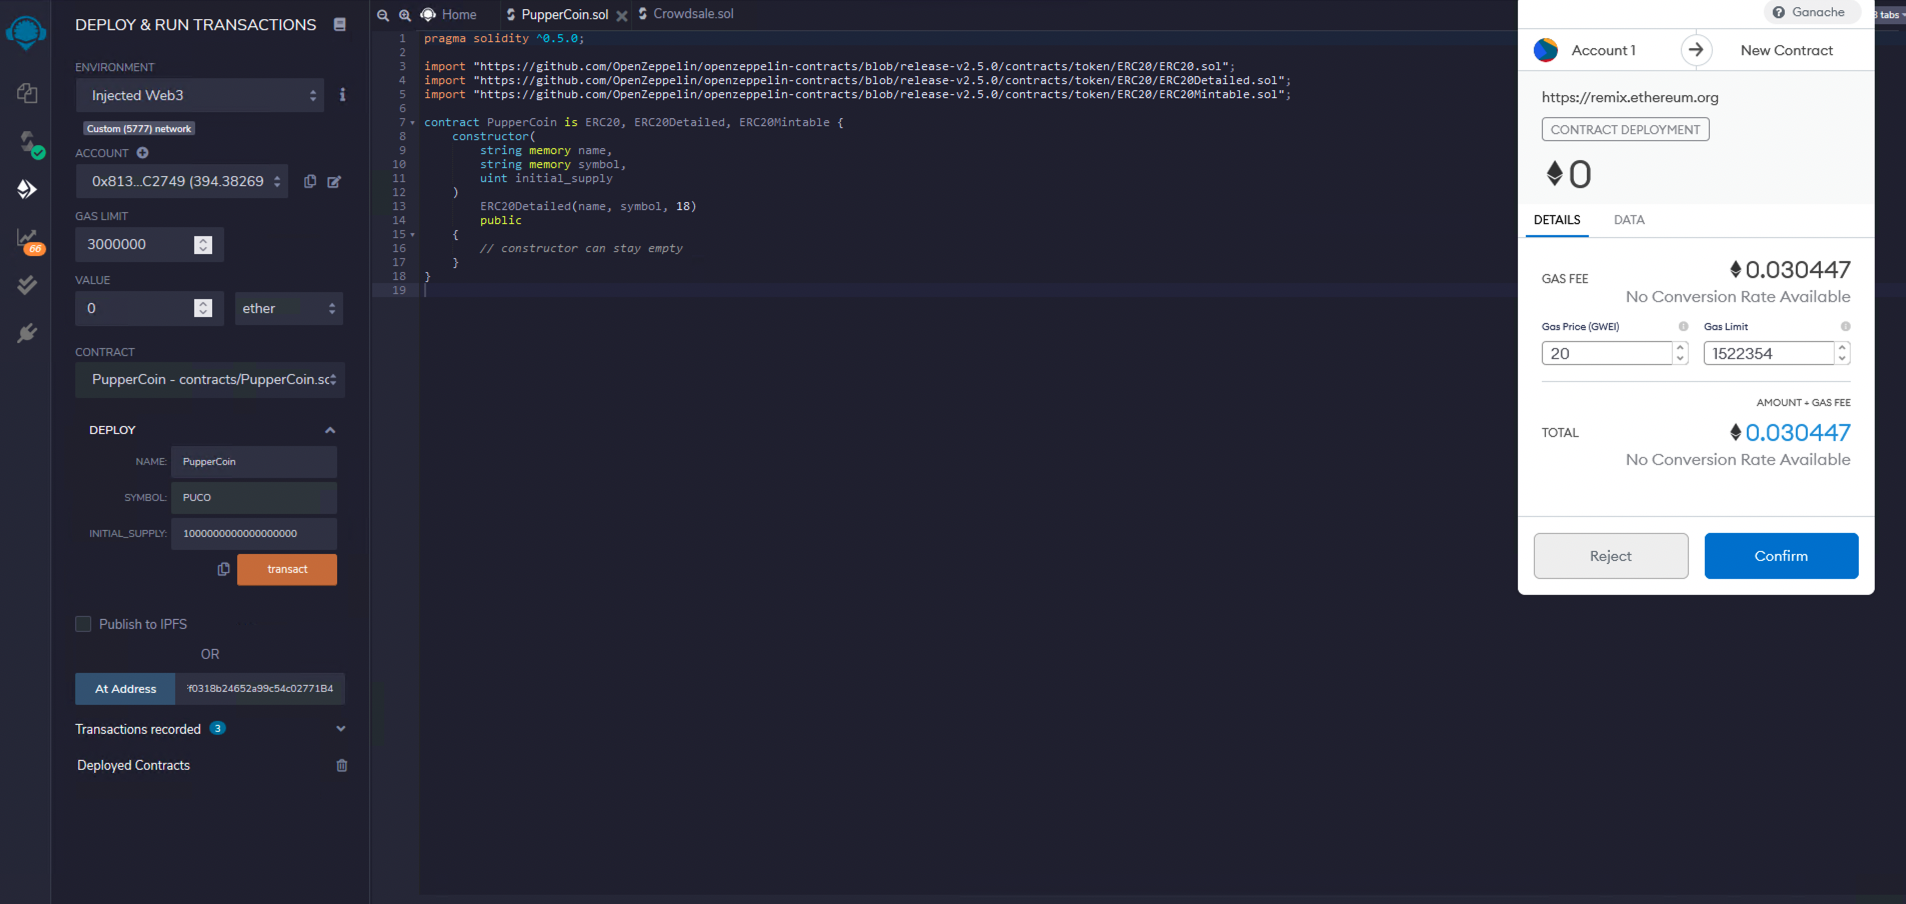 DEPLOY & RUN TRANSACTIONS
ENVIRONMENT
Injected Web3
Custom (5777) network
ACCOUNT
0x813...C2749 (394.38269
GAS LIMIT
3000000
VALUE
0
ether
CONTRACT
PupperCoin - contracts/PupperCoin.sc
DEPLOY
NAME: PupperCoin
SYMBOL: PUCO
INITIAL_SUPPLY: 1000000000000000000
transact
Publish to IPFS
OR
At Address
f0318b24652a99c54c02771B4
Transactions recorded 3
Deployed Contracts
66
Home
PupperCoin.sol
Crowdsale.sol
1 pragma solidity ^0.5.0;
2
3 import "https://github.com/OpenZeppelin/openzeppelin-contracts/blob/release-v2.5.0/contracts/token/ERC20/ERC20.sol";
4 import "https://github.com/OpenZeppelin/openzeppelin-contracts/blob/release-v2.5.0/contracts/token/ERC20/ERC20Detailed.sol";
5 import "https://github.com/OpenZeppelin/openzeppelin-contracts/blob/release-v2.5.0/contracts/token/ERC20/ERC20Mintable.sol";
6
7 contract PupperCoin is ERC20, ERC20Detailed, ERC20Mintable {
8 constructor(
9 string memory name,
10 string memory symbol,
11 uint initial_supply
12 )
13 ERC20Detailed(name, symbol, 18)
14 public
15 {
16 // constructor can stay empty
17 }
18 }
19
Ganache
tabs
Account 1
New Contract
https://remix.ethereum.org
CONTRACT DEPLOYMENT
0
DETAILS
DATA
GAS FEE
0.030447
No Conversion Rate Available
Gas Price (GWEI)
Gas Limit
20
1522354
AMOUNT + GAS FEE
TOTAL
0.030447
No Conversion Rate Available
Reject
Confirm